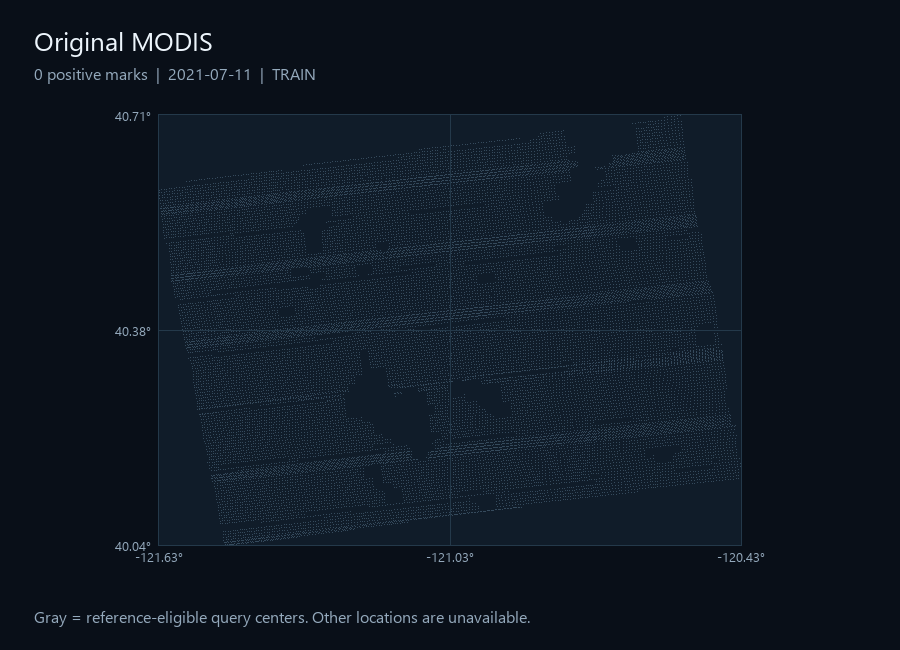 Original MODIS
0 positive marks | 2021-07-11 | TRAIN
40.71°
40.38°
40.04°
-121.63° -121.03° -120.43°
Gray = reference-eligible query centers. Other locations are unavailable.